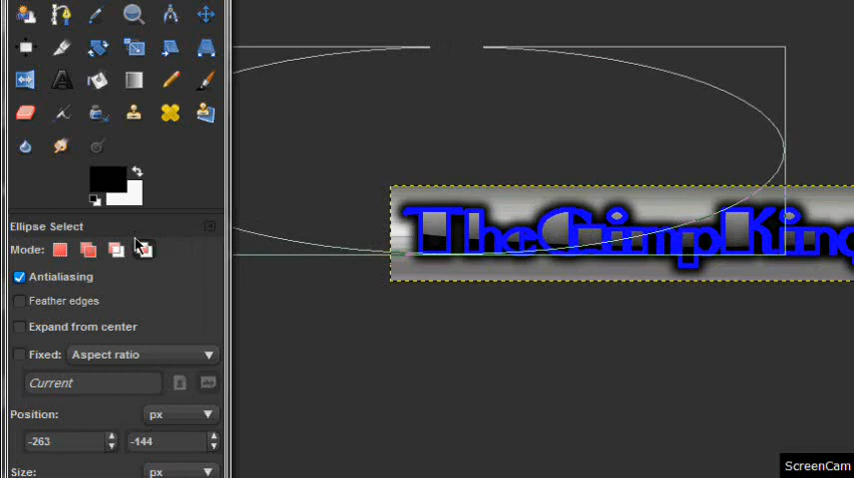 Ellipse Select
Mode:
Antialiasing
Feather edges
Expand from center
Fixed: Aspect ratio
Current
Position: px
-263 -144
Size: px
TheGimpKing
ScreenCam